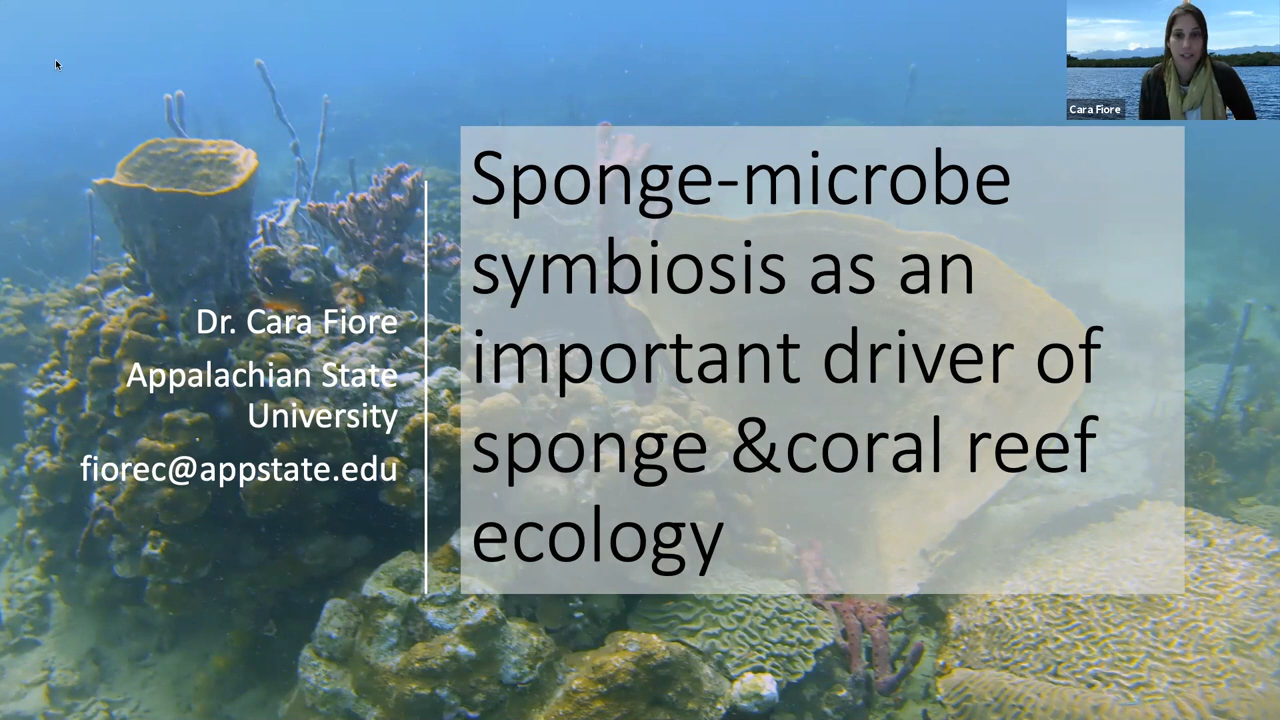 Cara Fiore
Dr. Cara Fiore
Appalachian State
University
fiorec@appstate.edu
Sponge-microbe
symbiosis as an
important driver of
sponge &coral reef
ecology